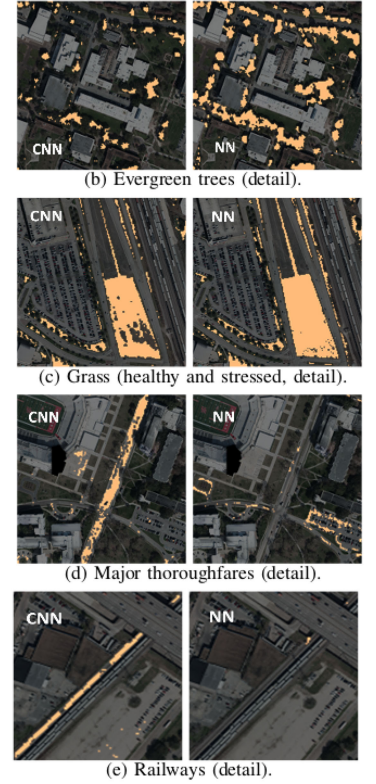 CNN NN
(b) Evergreen trees (detail).
CNN NN
(c) Grass (healthy and stressed, detail).
CNN NN
(d) Major thoroughfares (detail).
CNN NN
(e) Railways (detail).